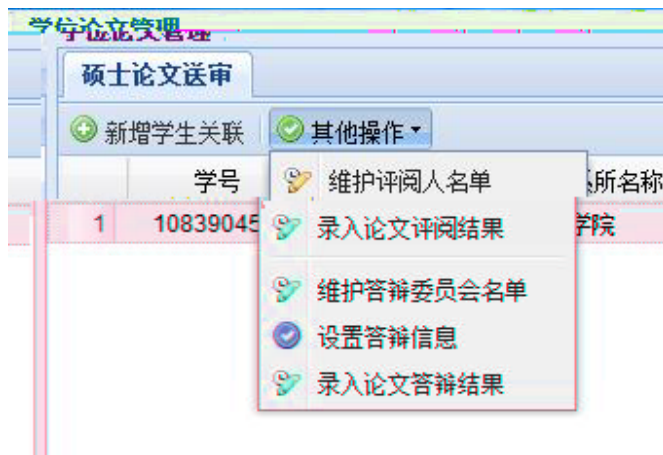 学位论文管理
硕士论文送审
新增学生关联 其他操作
学号 维护评阅人名单 所名称
1 10839045 录入论文评阅结果 学院
维护答辩委员会名单
设置答辩信息
录入论文答辩结果